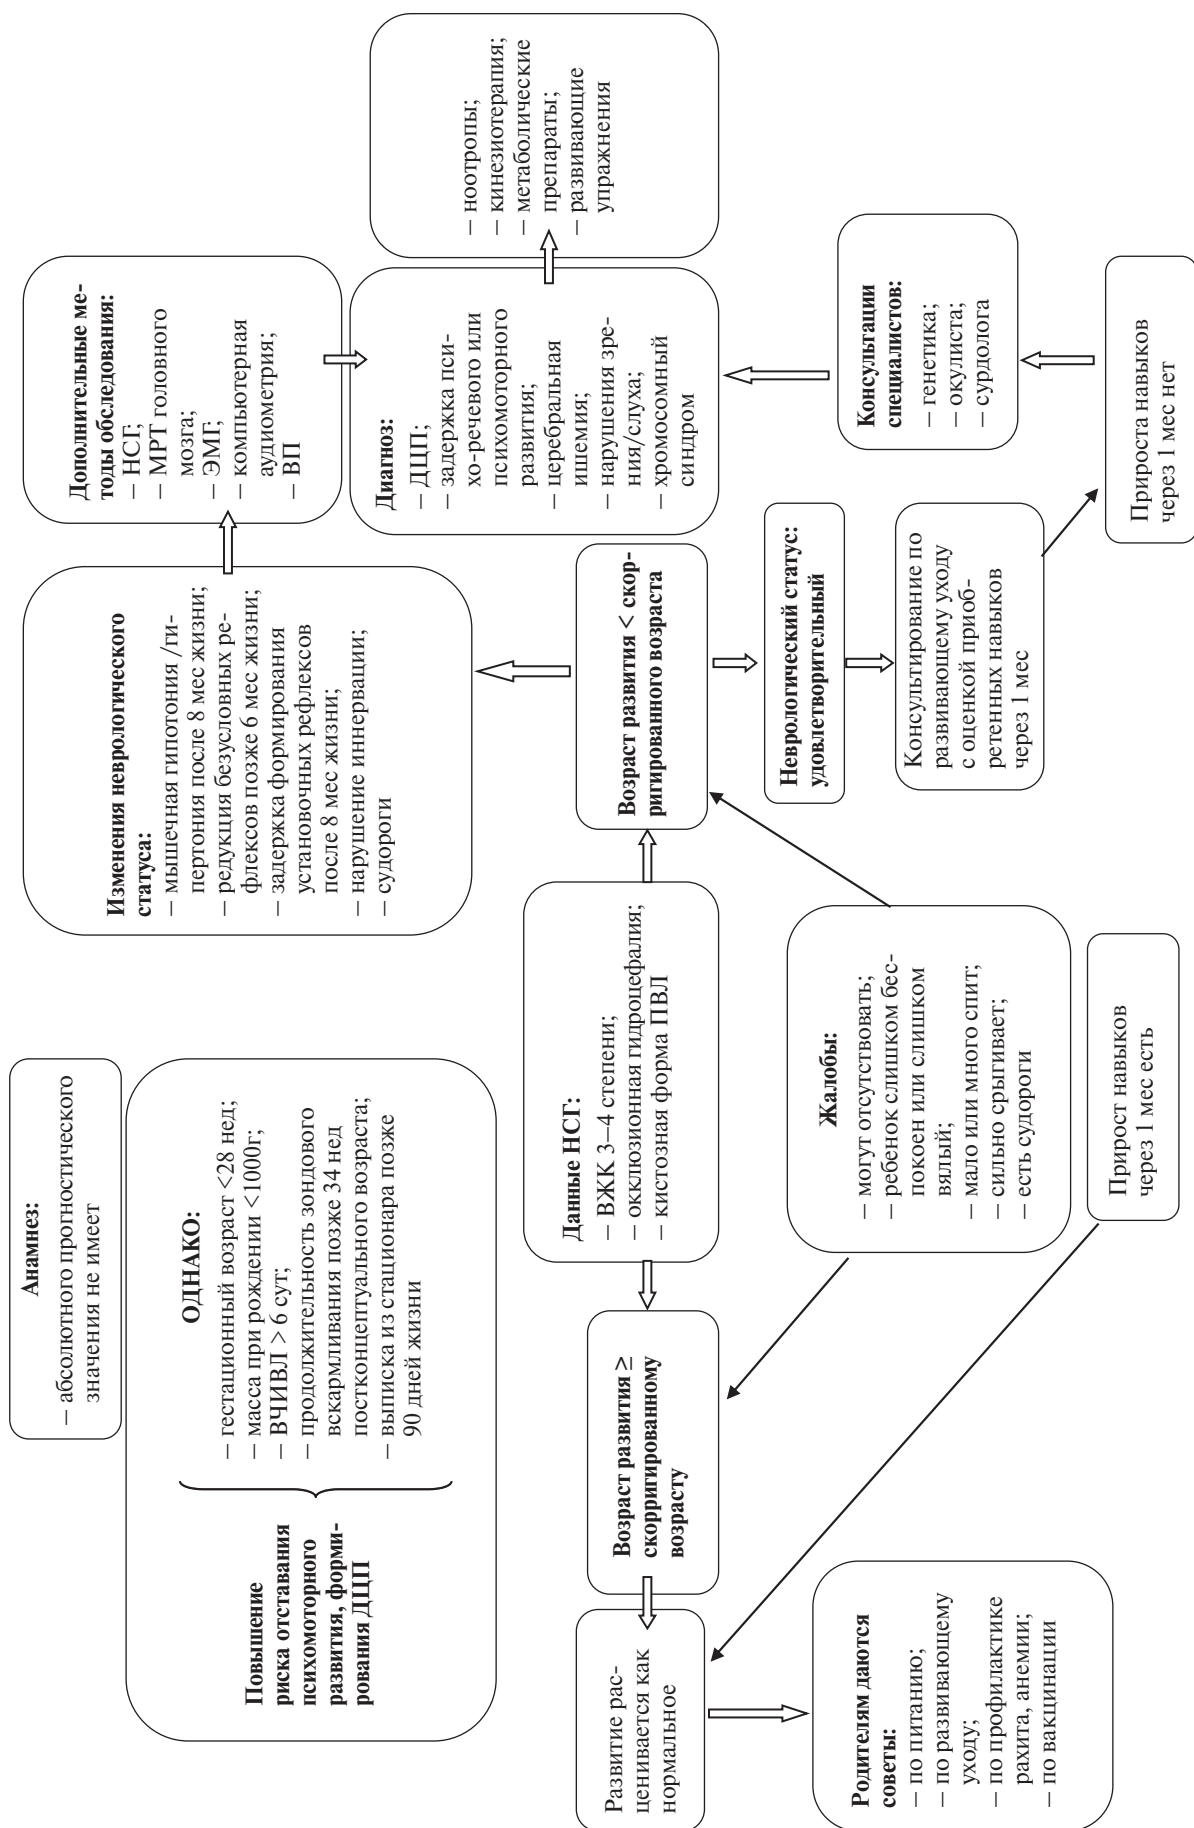 Анамнез:
– абсолютного прогностического
значения не имеет
ОДНАКО:
Повышение
риска отставания
психомоторного
развития, форми-
рования ДЦП
– гестационный возраст <28 нед;
– масса при рождении <1000г;
– ВЧИВЛ > 6 сут;
– продолжительность зондового
вскармливания позже 34 нед
постконцептуального возраста;
– выписка из стационара позже
90 дней жизни
Изменения неврологического
статуса:
– мышечная гипотония /ги-
пертония после 8 мес жизни;
– редукция безусловных ре-
флексов позже 6 мес жизни;
– задержка формирования
установочных рефлексов
после 8 мес жизни;
– нарушение иннервации;
– судороги
Дополнительные ме-
тоды обследования:
– НСГ;
– МРТ головного
мозга;
– ЭМГ;
– компьютерная
аудиометрия;
– ВП
Диагноз:
– ДЦП;
– задержка пси-
хо-речевого или
психомоторного
развития;
– церебральная
ишемия;
– нарушения зре-
ния/слуха;
– хромосомный
синдром
– ноотропы;
– кинезиотерапия;
– метаболические
препараты;
– развивающие
упражнения
Развитие рас-
ценивается как
нормальное
Возраст развития ≥
скорригированному
возрасту
Данные НСГ:
– ВЖК 3–4 степени;
– окклюзионная гидроцефалия;
– кистозная форма ПВЛ
Возраст развития < скор-
ригированного возраста
Неврологический статус:
удовлетворительный
Родителям даются
советы:
– по питанию;
– по развивающему
уходу;
– по профилактике
рахита, анемии;
– по вакцинации
Жалобы:
– могут отсутствовать;
– ребенок слишком бес-
покоен или слишком
вялый;
– мало или много спит;
– сильно срыгивает;
– есть судороги
Консультирование по
развивающему уходу
с оценкой приоб-
ретенных навыков
через 1 мес
Консультации
специалистов:
– генетика;
– окулиста;
– сурдолога
Прирост навыков
через 1 мес есть
Прироста навыков
через 1 мес нет